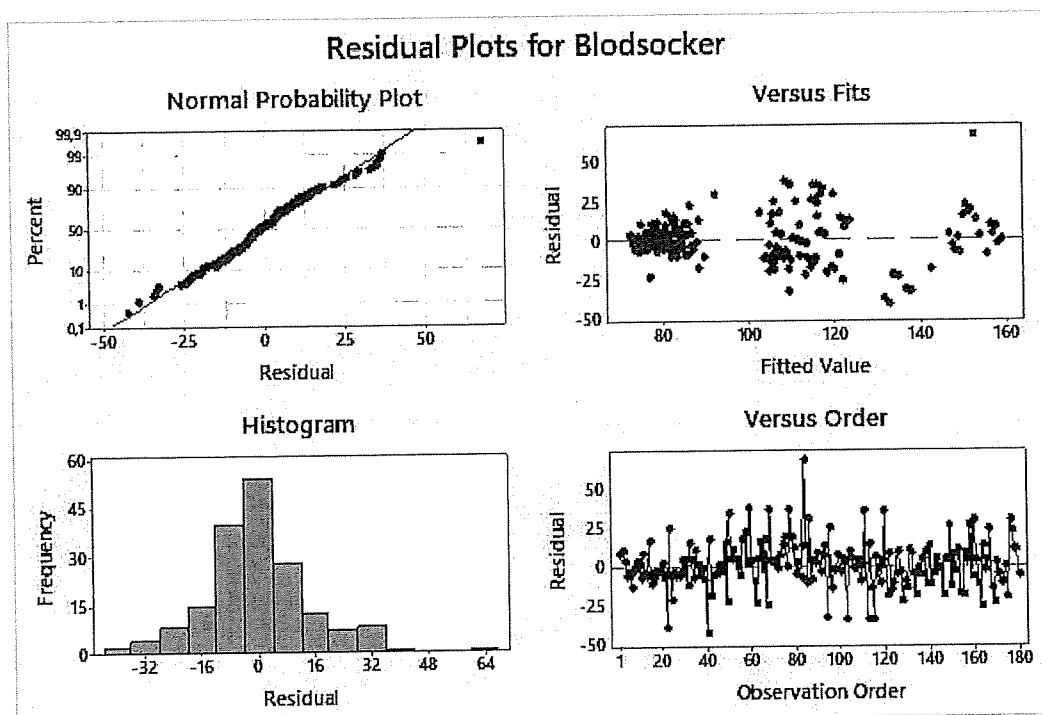 Residual Plots for Blodsocker
Normal Probability Plot
99,9
99
90
50
10
1
0,1
Percent
-50 -25 0 25 50
Residual
Versus Fits
50
25
0
-25
-50
Residual
80 100 120 140 160
Fitted Value
Histogram
60
45
30
15
0
Frequency
-32 -16 0 16 32 48 64
Residual
Versus Order
50
25
0
-25
-50
Residual
1 20 40 60 80 100 120 140 160 180
Observation Order